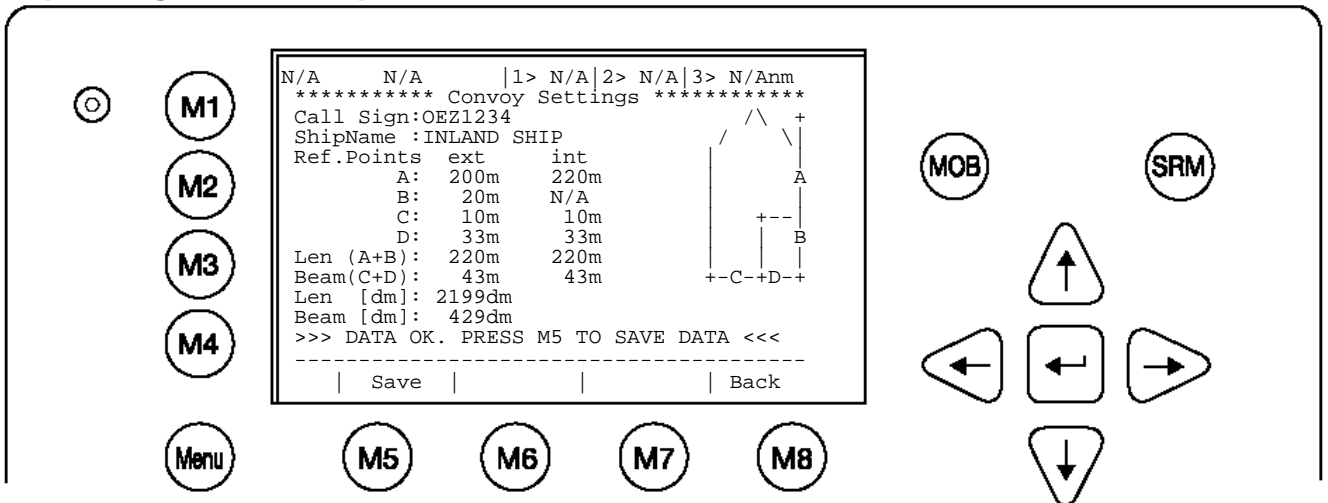 N/A N/A |1> N/A|2> N/A|3> N/Anm
*********** Convoy Settings ************
Call Sign:OEZ1234 /\ +
ShipName :INLAND SHIP / \|
Ref.Points ext int | |
A: 200m 220m | A
B: 20m N/A | |
C: 10m 10m | +--|
D: 33m 33m | | B
Len (A+B): 220m 220m | | |
Beam(C+D): 43m 43m +-C-+D-+
Len [dm]: 2199dm
Beam [dm]: 429dm
>>> DATA OK. PRESS M5 TO SAVE DATA <<<
----------------------------------------
| Save | | | Back
M1
M2
M3
M4
Menu
M5
M6
M7
M8
MOB
SRM